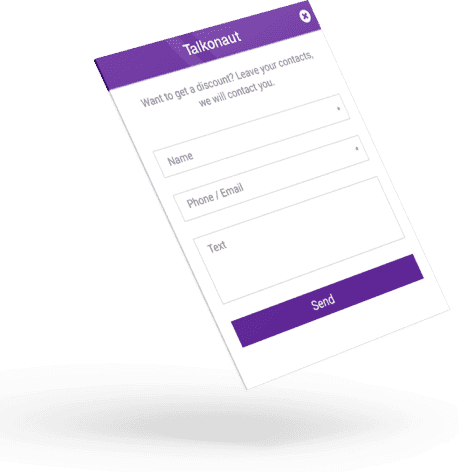 Talkonaut
Want to get a discount? Leave your contacts,
we will contact you.
Name
Phone / Email
Text
Send